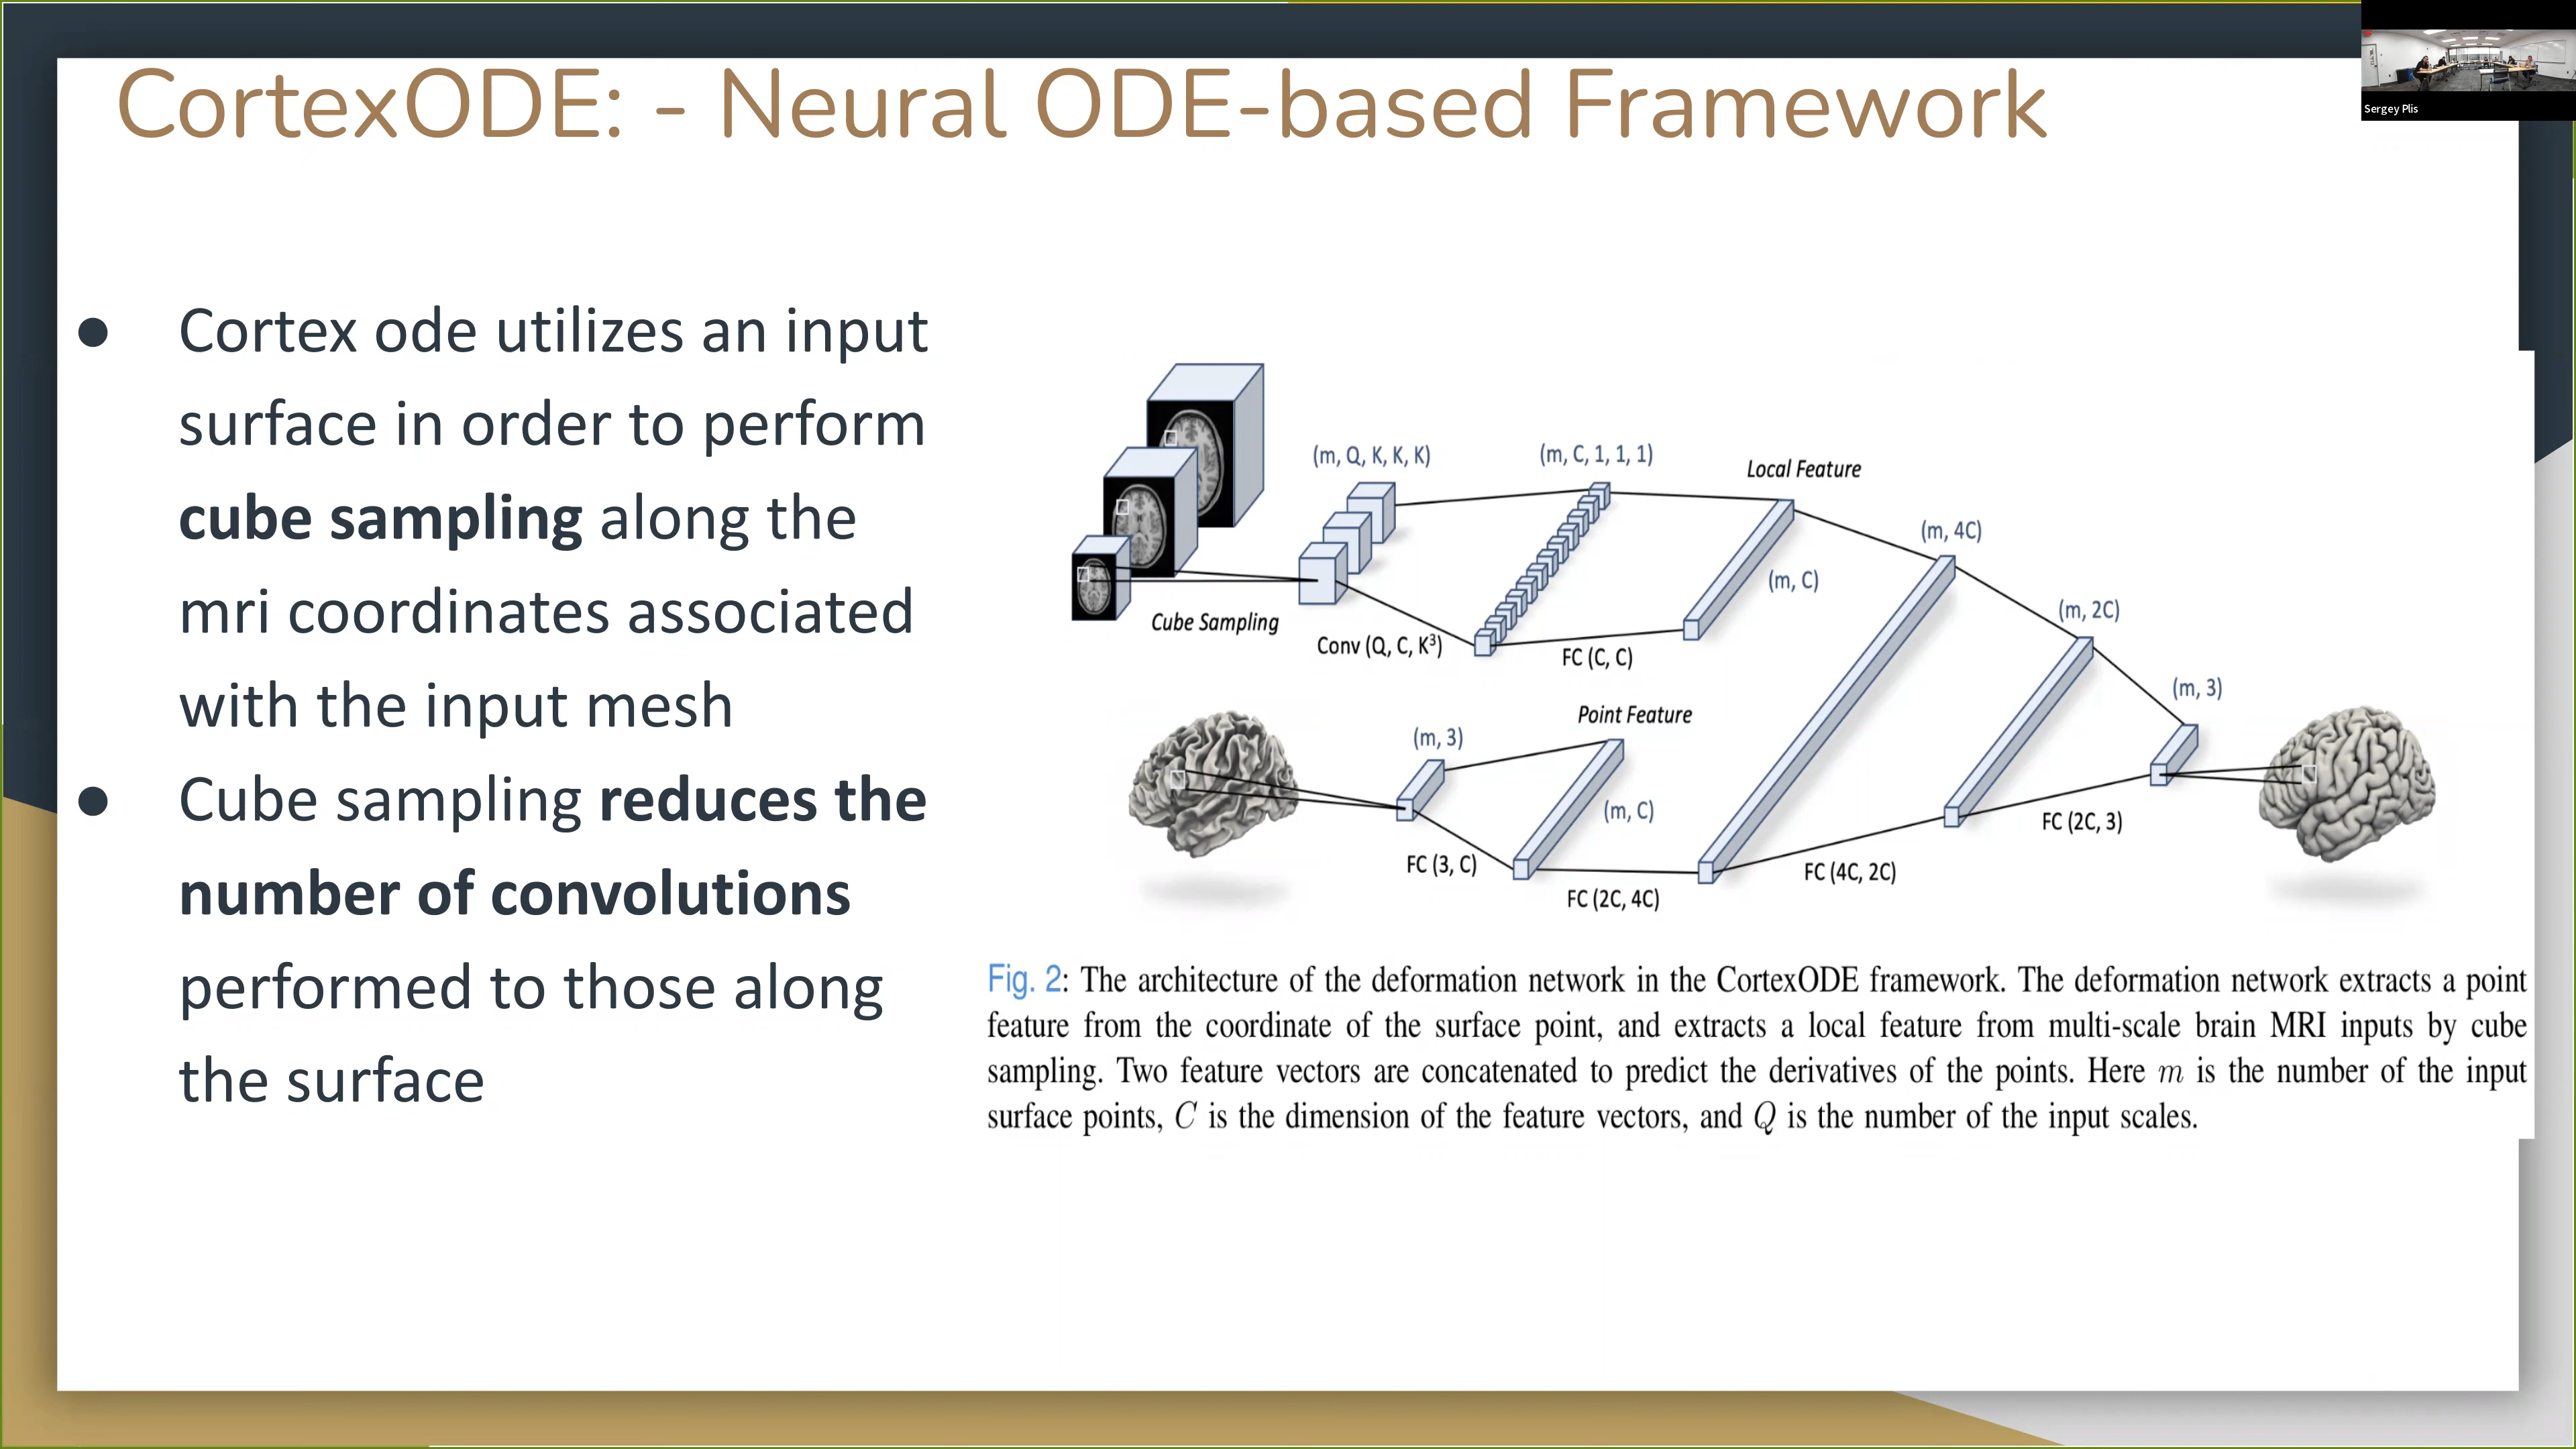 CortexODE: - Neural ODE-based Framework
Sergey Plis
● Cortex ode utilizes an input
surface in order to perform
cube sampling along the
mri coordinates associated
with the input mesh
● Cube sampling reduces the
number of convolutions
performed to those along
the surface
(m, Q, K, K, K)
(m, C, 1, 1, 1)
Local Feature
(m, 4C)
(m, C)
(m, 2C)
Cube Sampling
Conv (Q, C, K³)
FC (C, C)
(m, 3)
Point Feature
(m, 3)
(m, C)
FC (2C, 3)
FC (3, C)
FC (4C, 2C)
FC (2C, 4C)
Fig. 2: The architecture of the deformation network in the CortexODE framework. The deformation network extracts a point
feature from the coordinate of the surface point, and extracts a local feature from multi-scale brain MRI inputs by cube
sampling. Two feature vectors are concatenated to predict the derivatives of the points. Here m is the number of the input
surface points, C is the dimension of the feature vectors, and Q is the number of the input scales.